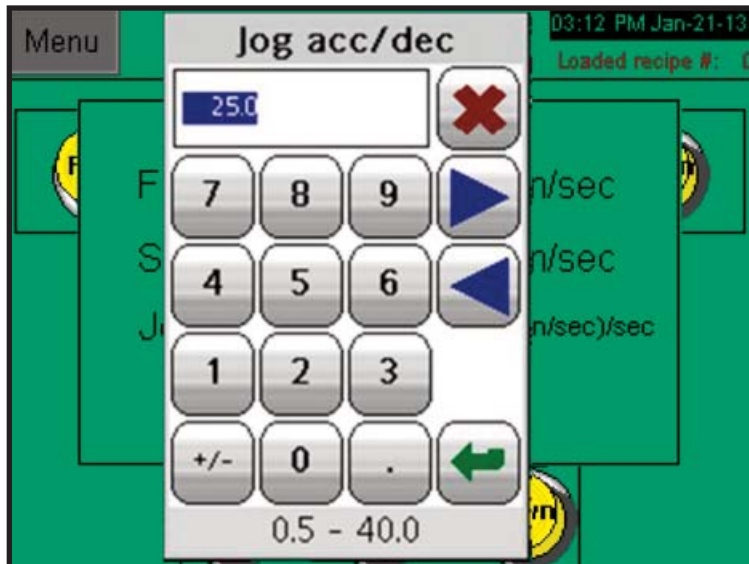 Menu
Jog acc/dec
03:12 PM Jan-21-13
Loaded recipe #:
25.0
7 8 9
n/sec
4 5 6
n/sec
1 2 3
n/sec)/sec
+/- 0 .
0.5 - 40.0